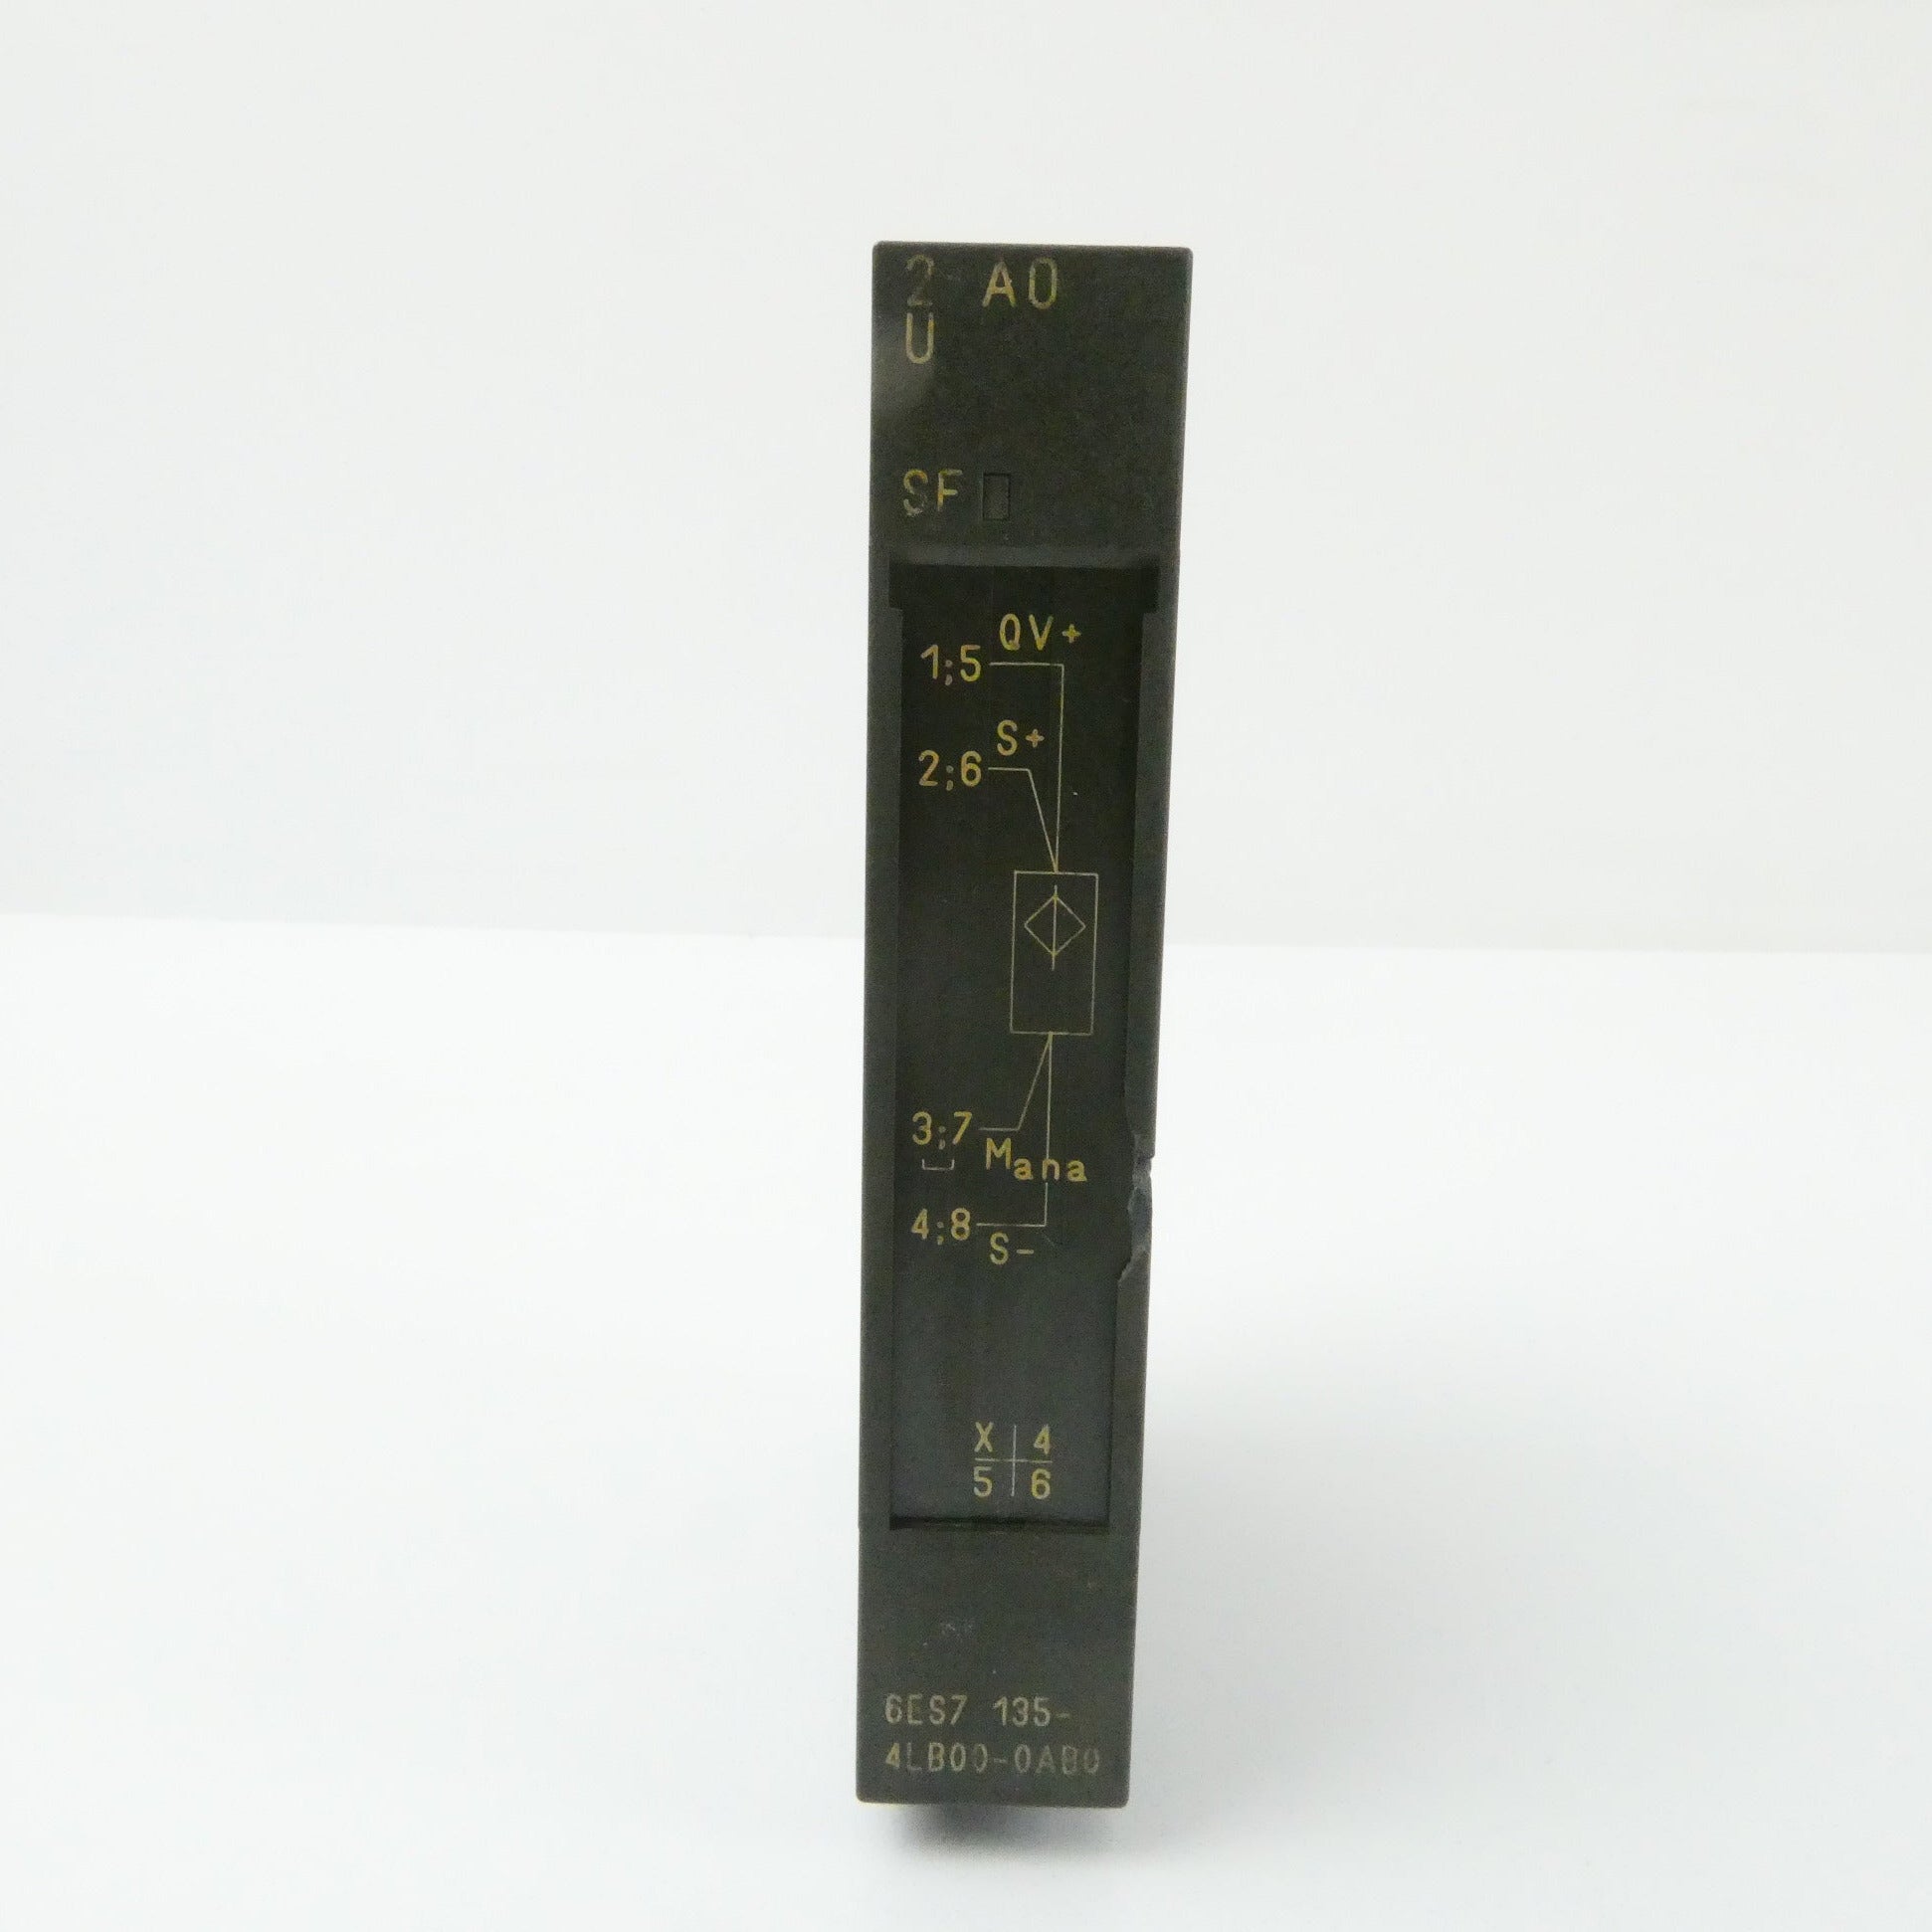 2 AO
U
SF
QV+
1;5
S+
2;6
3;7
Mana
4;8
S-
X 4
5 6
6ES7 135-
4LB00-0AB0